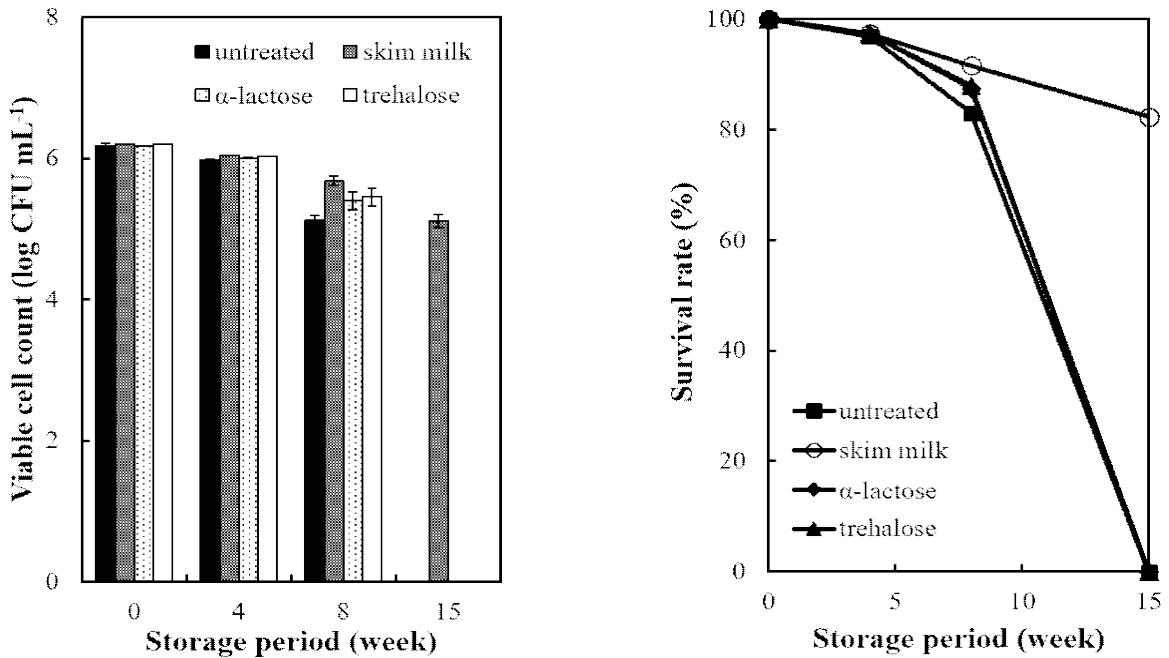 Viable cell count (log CFU mL⁻¹)
8
6
4
2
0
untreated
skim milk
α-lactose
trehalose
0 4 8 15
Storage period (week)
Survival rate (%)
100
80
60
40
20
0
untreated
skim milk
α-lactose
trehalose
0 5 10 15
Storage period (week)